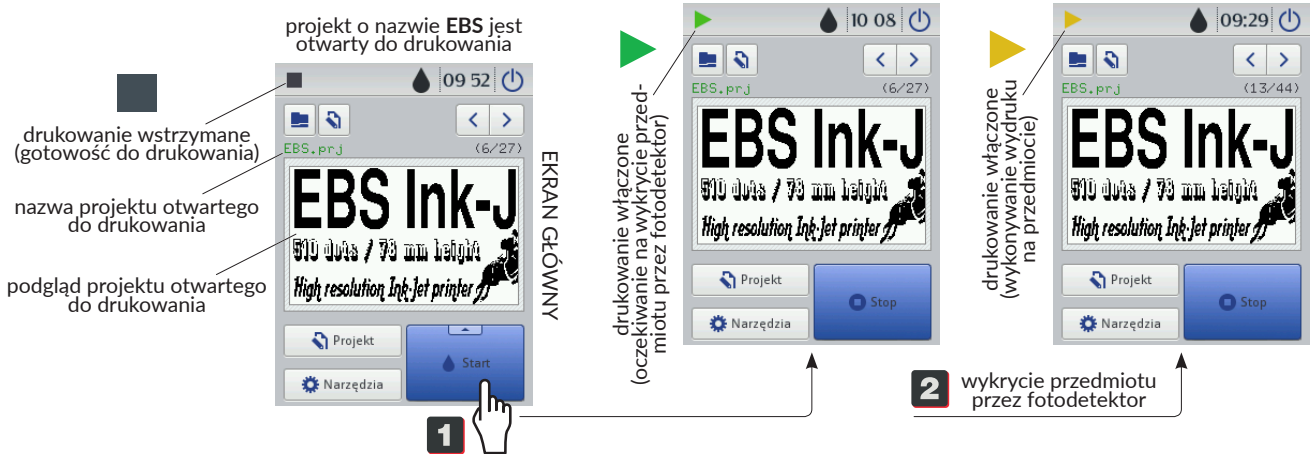 projekt o nazwie EBS jest
otwarty do drukowania
drukowanie wstrzymane
(gotowość do drukowania)
nazwa projektu otwartego
do drukowania
podgląd projektu otwartego
do drukowania
09 52
EBS.prj
(6/27)
EBS Ink-J
510 dots / 78 mm height
High resolution Ink-Jet printer
Projekt
Narzędzia
Start
EKRAN GŁÓWNY
1
drukowanie włączone
(oczekiwanie na wykrycie przed-
miotu przez fotodetektor)
10 08
EBS.prj
(6/27)
EBS Ink-J
510 dots / 78 mm height
High resolution Ink-Jet printer
Projekt
Narzędzia
Stop
2
wykrycie przedmiotu
przez fotodetektor
drukowanie włączone
(wykonywanie wydruku
na przedmiocie)
09:29
EBS.prj
(13/44)
EBS Ink-J
510 dots / 78 mm height
High resolution Ink-Jet printer
Projekt
Narzędzia
Stop